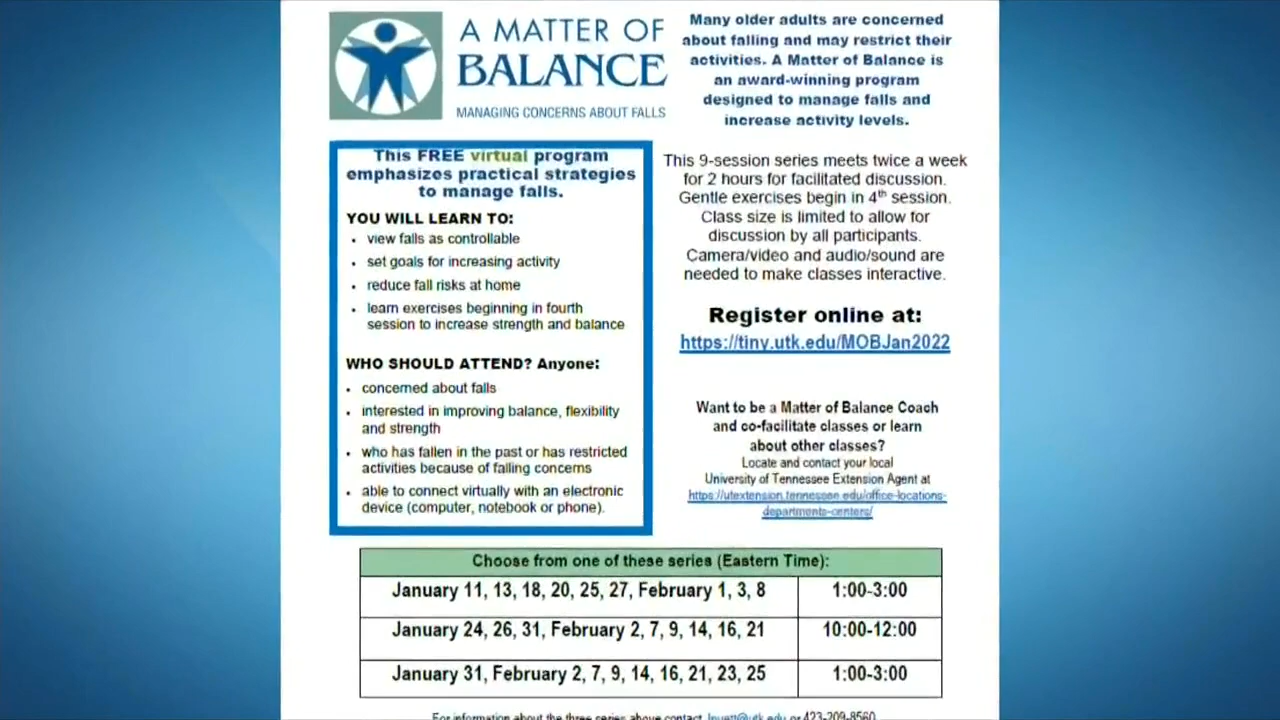 A MATTER OF
BALANCE
MANAGING CONCERNS ABOUT FALLS
Many older adults are concerned
about falling and may restrict their
activities. A Matter of Balance is
an award-winning program
designed to manage falls and
increase activity levels.
This FREE virtual program
emphasizes practical strategies
to manage falls.
YOU WILL LEARN TO:
• view falls as controllable
• set goals for increasing activity
• reduce fall risks at home
• learn exercises beginning in fourth
session to increase strength and balance
WHO SHOULD ATTEND? Anyone:
• concerned about falls
• interested in improving balance, flexibility
and strength
• who has fallen in the past or has restricted
activities because of falling concerns
• able to connect virtually with an electronic
device (computer, notebook or phone).
This 9-session series meets twice a week
for 2 hours for facilitated discussion.
Gentle exercises begin in 4th session.
Class size is limited to allow for
discussion by all participants.
Camera/video and audio/sound are
needed to make classes interactive.
Register online at:
https://tiny.utk.edu/MOBJan2022
Want to be a Matter of Balance Coach
and co-facilitate classes or learn
about other classes?
Locate and contact your local
University of Tennessee Extension Agent at
https://utextension.tennessee.edu/office-locations-
departments-centers/
Choose from one of these series (Eastern Time):
January 11, 13, 18, 20, 25, 27, February 1, 3, 8 1:00-3:00
January 24, 26, 31, February 2, 7, 9, 14, 16, 21 10:00-12:00
January 31, February 2, 7, 9, 14, 16, 21, 23, 25 1:00-3:00
For information about the three series above contact or 423-209-8560